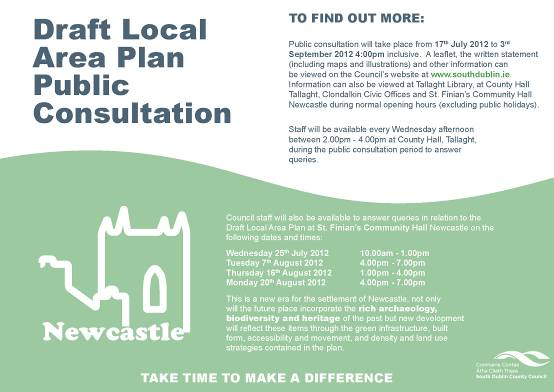 Draft Local
Area Plan
Public
Consultation
TO FIND OUT MORE:
Public consultation will take place from 17th July 2012 to 3rd
September 2012 4:00pm inclusive. A leaflet, the written statement
(including maps and illustrations) and other information can
be viewed on the Council's website at www.southdublin.ie
Information can also be viewed at Tallaght Library, at County Hall
Tallaght, Clondalkin Civic Offices and St. Finian's Community Hall
Newcastle during normal opening hours (excluding public holidays).
Staff will be available every Wednesday afternoon
between 2.00pm - 4.00pm at County Hall, Tallaght,
during the public consultation period to answer
queries.
Council staff will also be available to answer queries in relation to the
Draft Local Area Plan at St. Finian's Community Hall Newcastle on the
following dates and times:
Wednesday 25th July 2012 10.00am - 1.00pm
Tuesday 7th August 2012 4.00pm - 7.00pm
Thursday 16th August 2012 1.00pm - 4.00pm
Monday 20th August 2012 4.00pm - 7.00pm
This is a new era for the settlement of Newcastle, not only
will the future place incorporate the rich archaeology,
biodiversity and heritage of the past but new development
will reflect these items through the green infrastructure, built
form, accessibility and movement, and density and land use
strategies contained in the plan.
Newcastle
TAKE TIME TO MAKE A DIFFERENCE
Comhairle Contae
Átha Cliath Theas
South Dublin County Council